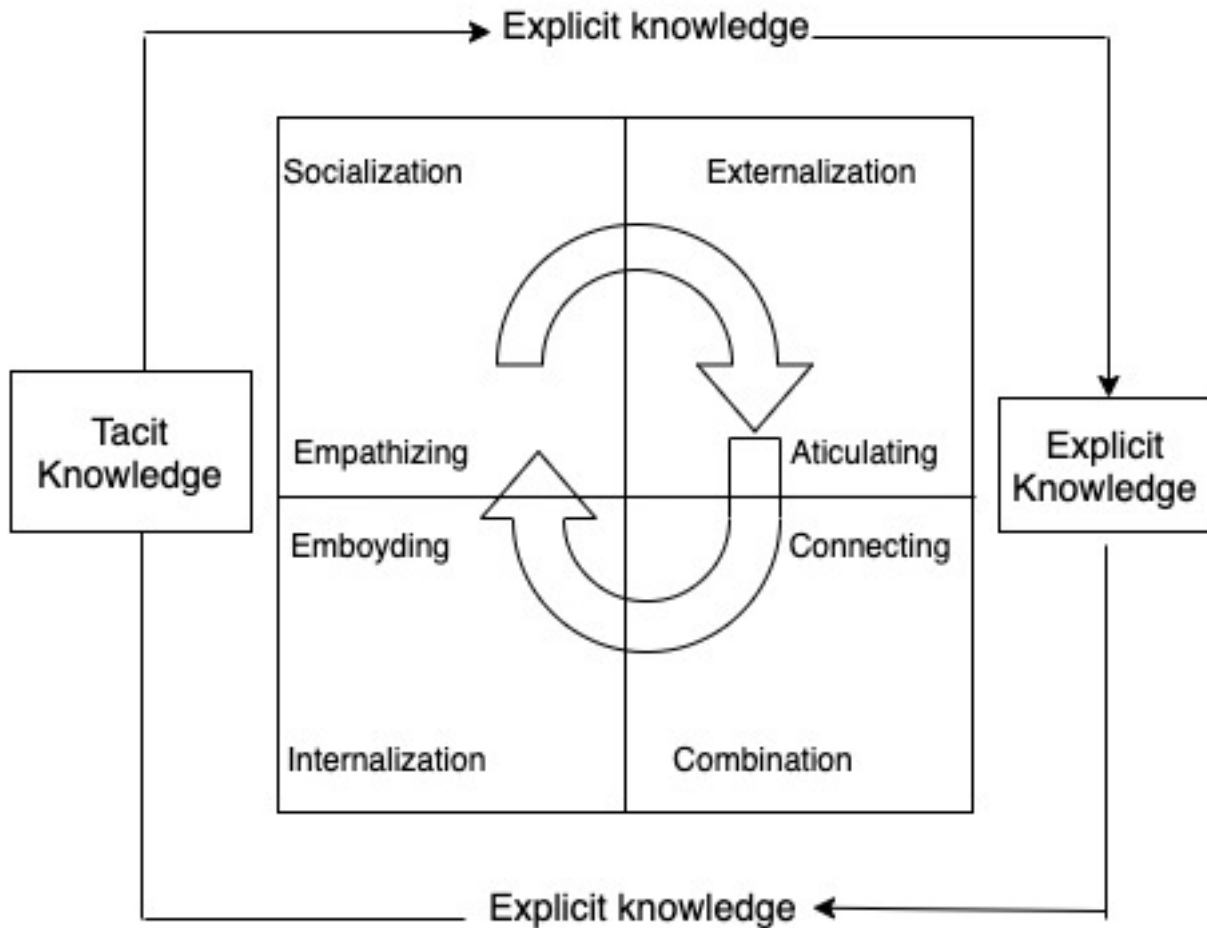 Explicit knowledge
Socialization
Externalization
Tacit
Knowledge
Empathizing
Aticulating
Explicit
Knowledge
Emboyding
Connecting
Internalization
Combination
Explicit knowledge